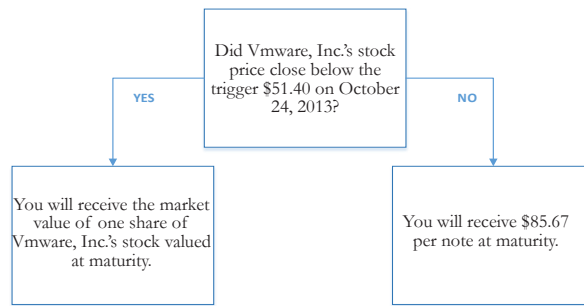 Did Vmware, Inc.'s stock
price close below the
trigger $51.40 on October
24, 2013?
YES
NO
You will receive the market
value of one share of
Vmware, Inc.'s stock valued
at maturity.
You will receive $85.67
per note at maturity.